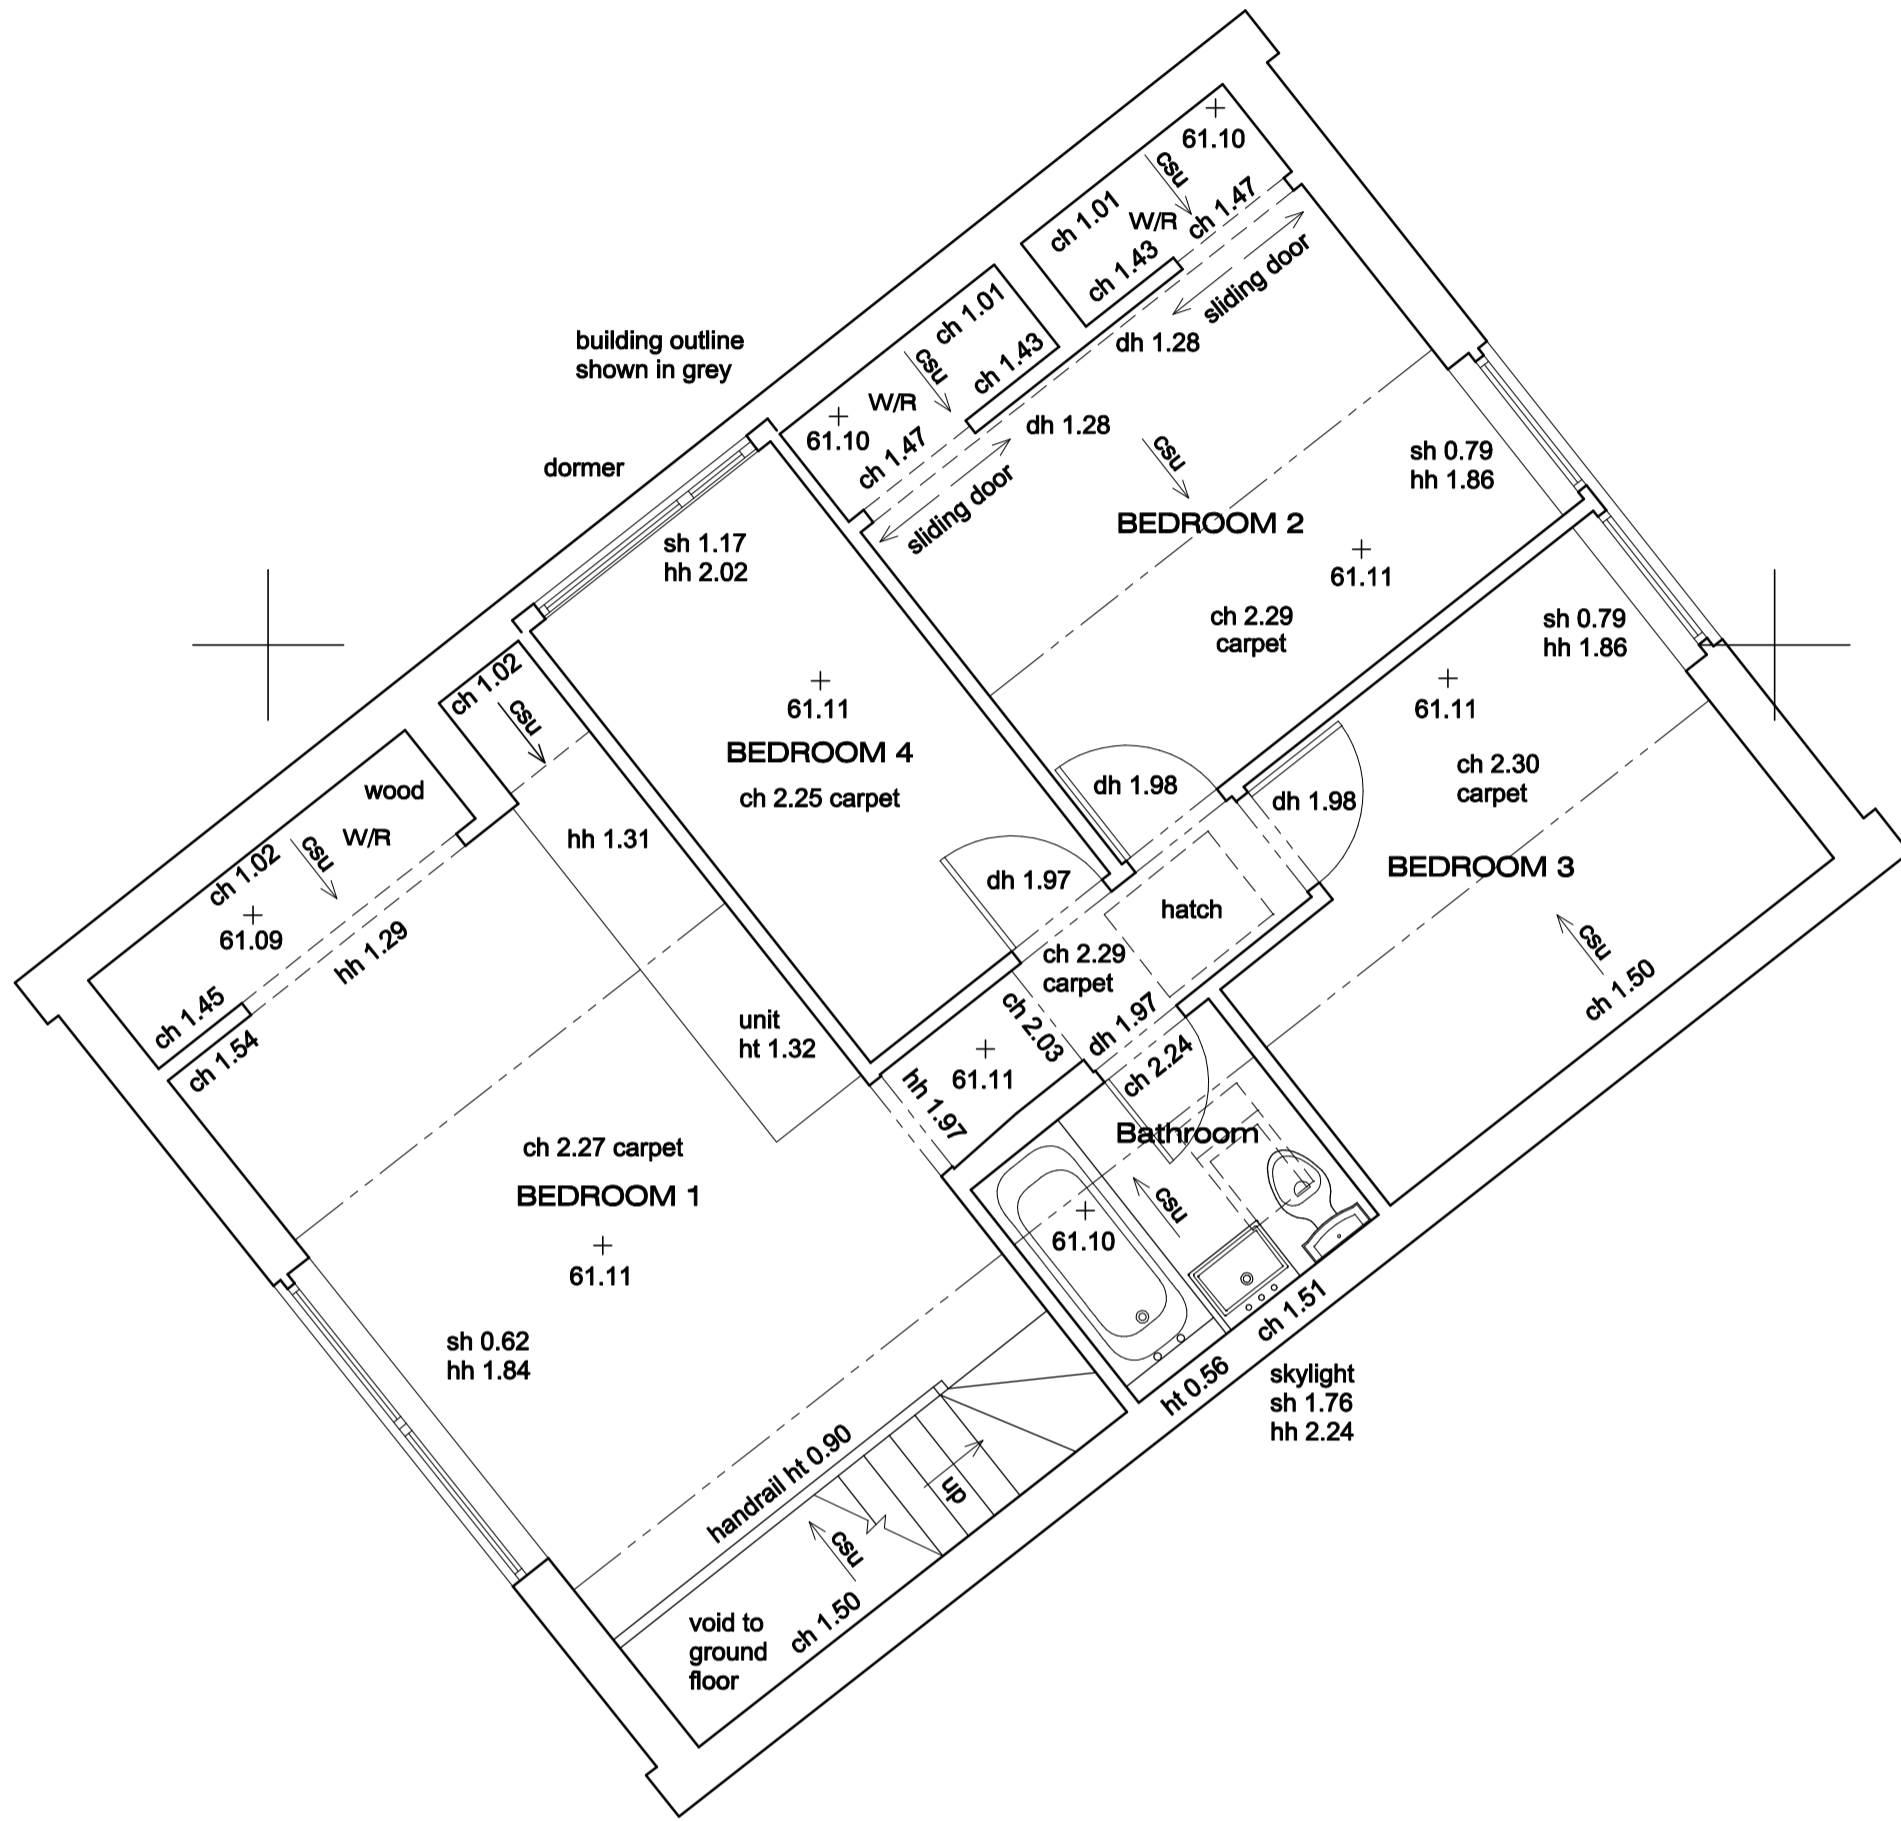 61.10
csu
ch 1.01
W/R
ch 1.47
ch 1.43
sliding door
dh 1.28
building outline
shown in grey
ch 1.01
csu
ch 1.43
W/R
61.10
ch 1.47
dh 1.28
sliding door
dormer
csu
sh 0.79
hh 1.86
BEDROOM 2
61.11
ch 2.29
carpet
sh 1.17
hh 2.02
sh 0.79
hh 1.86
61.11
BEDROOM 4
ch 2.25 carpet
61.11
ch 2.30
carpet
BEDROOM 3
dh 1.98
dh 1.98
dh 1.97
hatch
ch 1.02
csu
wood
W/R
csu
ch 1.02
hh 1.31
61.09
hh 1.29
ch 1.45
ch 1.54
unit
ht 1.32
ch 2.29
carpet
ch 2.03
dh 1.97
ch 2.24
61.11
hh 1.97
csu
ch 1.50
Bathroom
csu
61.10
ch 2.27 carpet
BEDROOM 1
61.11
sh 0.62
hh 1.84
ch 1.51
ht 0.56
skylight
sh 1.76
hh 2.24
handrail ht 0.90
up
csu
ch 1.50
void to
ground
floor